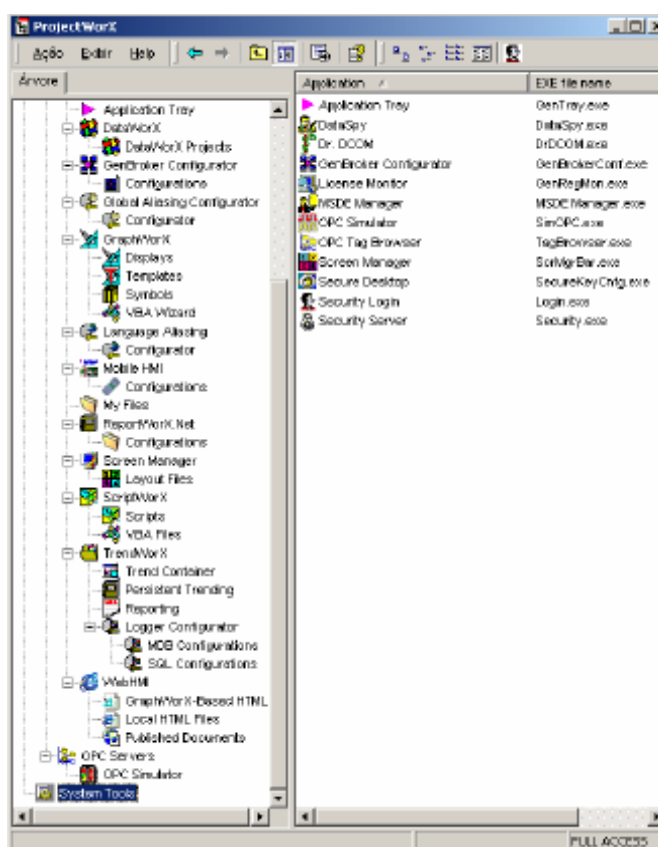 ProjectWorX
Ação Exibir Help
Árvore
Application Tray
DataWorX
DataWorX Projects
GenBroker Configurator
Configurations
Global Aliasing Configurator
Configurator
GraphWorX
Displays
Templates
Symbols
VBA Wizard
Language Aliasing
Configurator
Mobile HMI
Configurations
My Files
ReportWorX.Net
Configurations
Screen Manager
Layout Files
ScriptWorX
Scripts
VBA Files
TrendWorX
Trend Container
Persistent Trending
Reporting
Logger Configurator
MDB Configurations
SQL Configurations
WebHMI
GraphWorX-Based HTML
Local HTML Files
Published Documents
OPC Servers
OPC Simulator
System Tools
Application EXE file name
Application Tray GenTray.exe
DataSpy DataSpy.exe
Dr. DCOM DrDCOM.exe
GenBroker Configurator GenBrokerConf.exe
License Monitor GenRegMon.exe
MSDE Manager MSDE Manager.exe
OPC Simulator SimOPC.exe
OPC Tag Browser TagBrowser.exe
Screen Manager ScrMgrBar.exe
Secure Desktop SecureKeyCnfg.exe
Security Login Login.exe
Security Server Security.exe
FULL ACCESS